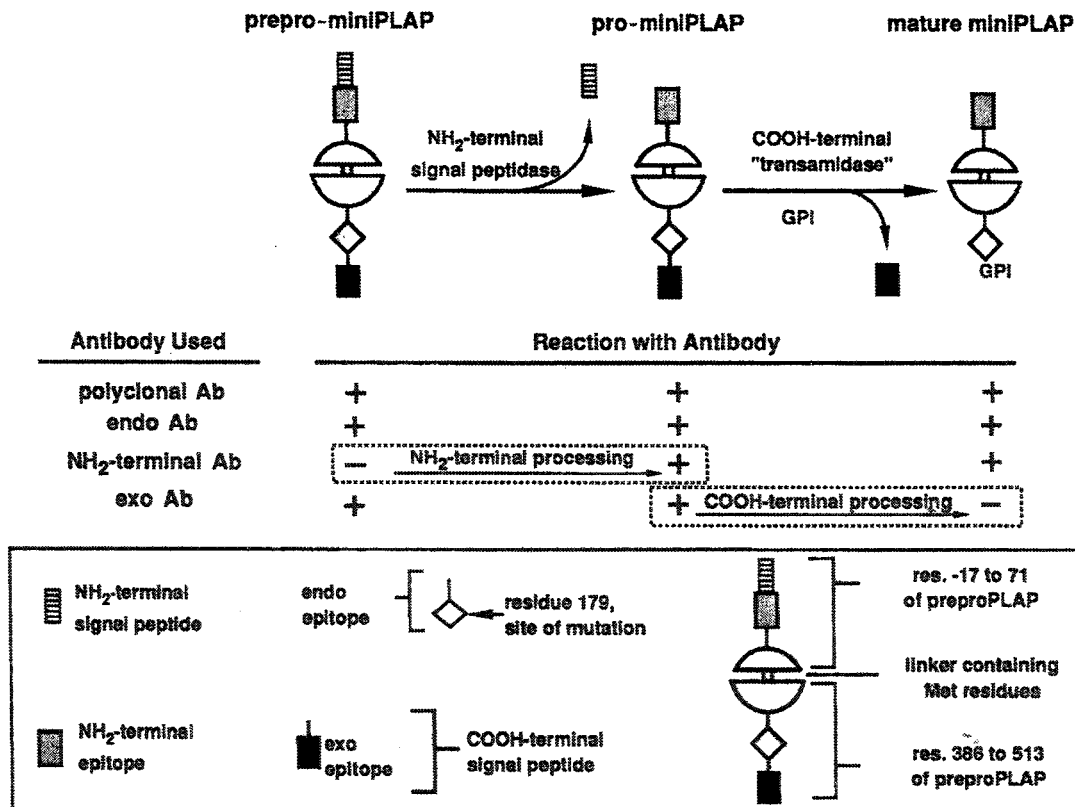 prepro-miniPLAP pro-miniPLAP mature miniPLAP
NH2-terminal
signal peptidase
COOH-terminal
"transamidase"
GPI
GPI
Antibody Used Reaction with Antibody
polyclonal Ab + + +
endo Ab + + +
NH2-terminal Ab − NH2-terminal processing + +
exo Ab + + COOH-terminal processing −
NH2-terminal
signal peptide
endo
epitope
residue 179,
site of mutation
res. -17 to 71
of preproPLAP
linker containing
Met residues
NH2-terminal
epitope
exo
epitope
COOH-terminal
signal peptide
res. 386 to 513
of preproPLAP